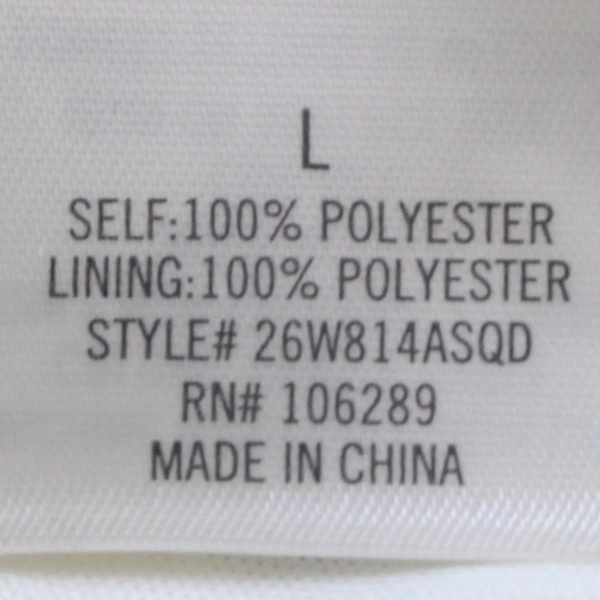 L
SELF:100% POLYESTER
LINING:100% POLYESTER
STYLE# 26W814ASQD
RN# 106289
MADE IN CHINA